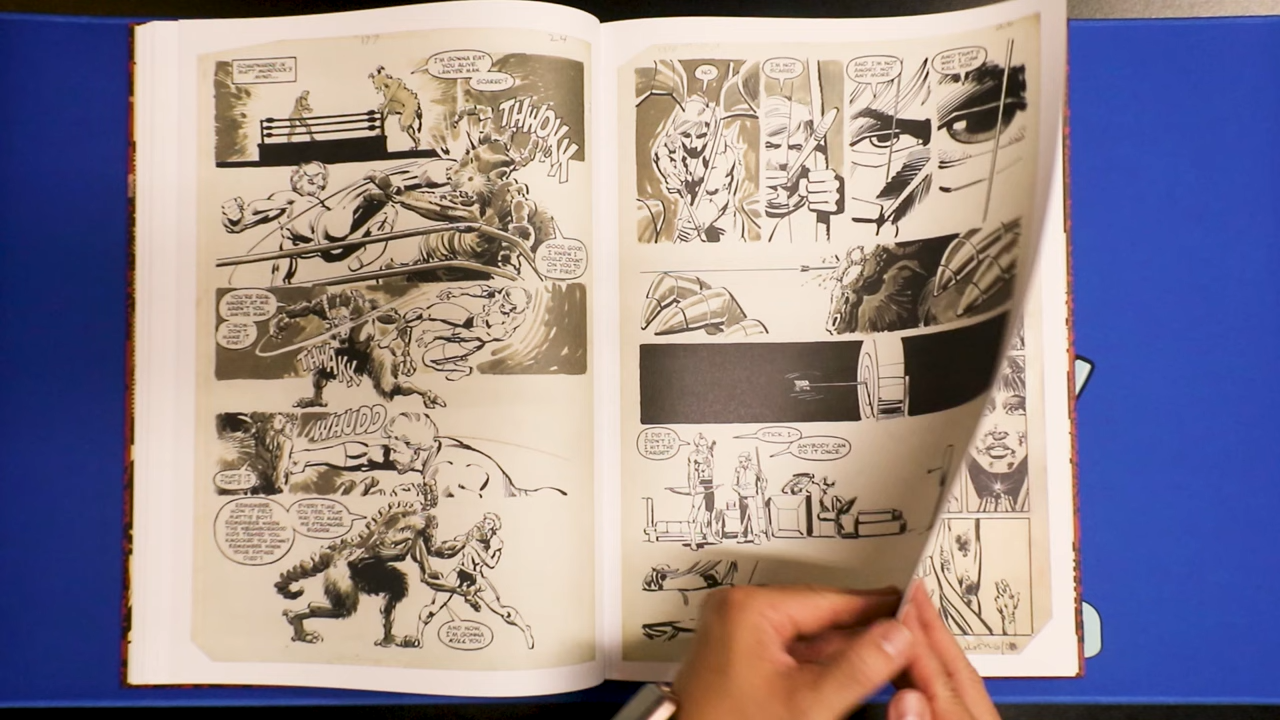 177
24
SOMEWHERE IN
MATT MURDOCK'S
MIND...
I'M GONNA EAT
YOU ALIVE,
LAWYER MAN.
SCARED?
THWOKK
GOOD, GOOD.
I KNEW I
COULD COUNT
ON YOU TO
HIT FIRST.
YOU'RE REAL
ANGRY AT ME,
AREN'T YOU,
LAWYER MAN?
C'MON--
DON'T
MAKE IT
EASY!
THWAKK
WHUDD
THAT'S IT.
THAT'S IT.
REMEMBER
HOW IT FELT,
MATTIE BOY?
REMEMBER WHEN
THE NEIGHBORHOOD
KIDS TEASED YOU,
KNOCKED YOU DOWN?
REMEMBER WHEN
YOUR FATHER
DIED?
EVERY TIME
YOU FEEL THAT
WAY, YOU MAKE
ME STRONGER.
BIGGER.
AND NOW,
I'M GONNA
KILL YOU!
NO.
I'M NOT
SCARED.
AND I'M NOT
ANGRY. NOT
ANY MORE.
AND THAT'S
WHY I CAN
KILL YOU.
I DID IT,
DIDN'T I?
I HIT THE
TARGET.
STICK, I--
ANYBODY CAN
DO IT ONCE.